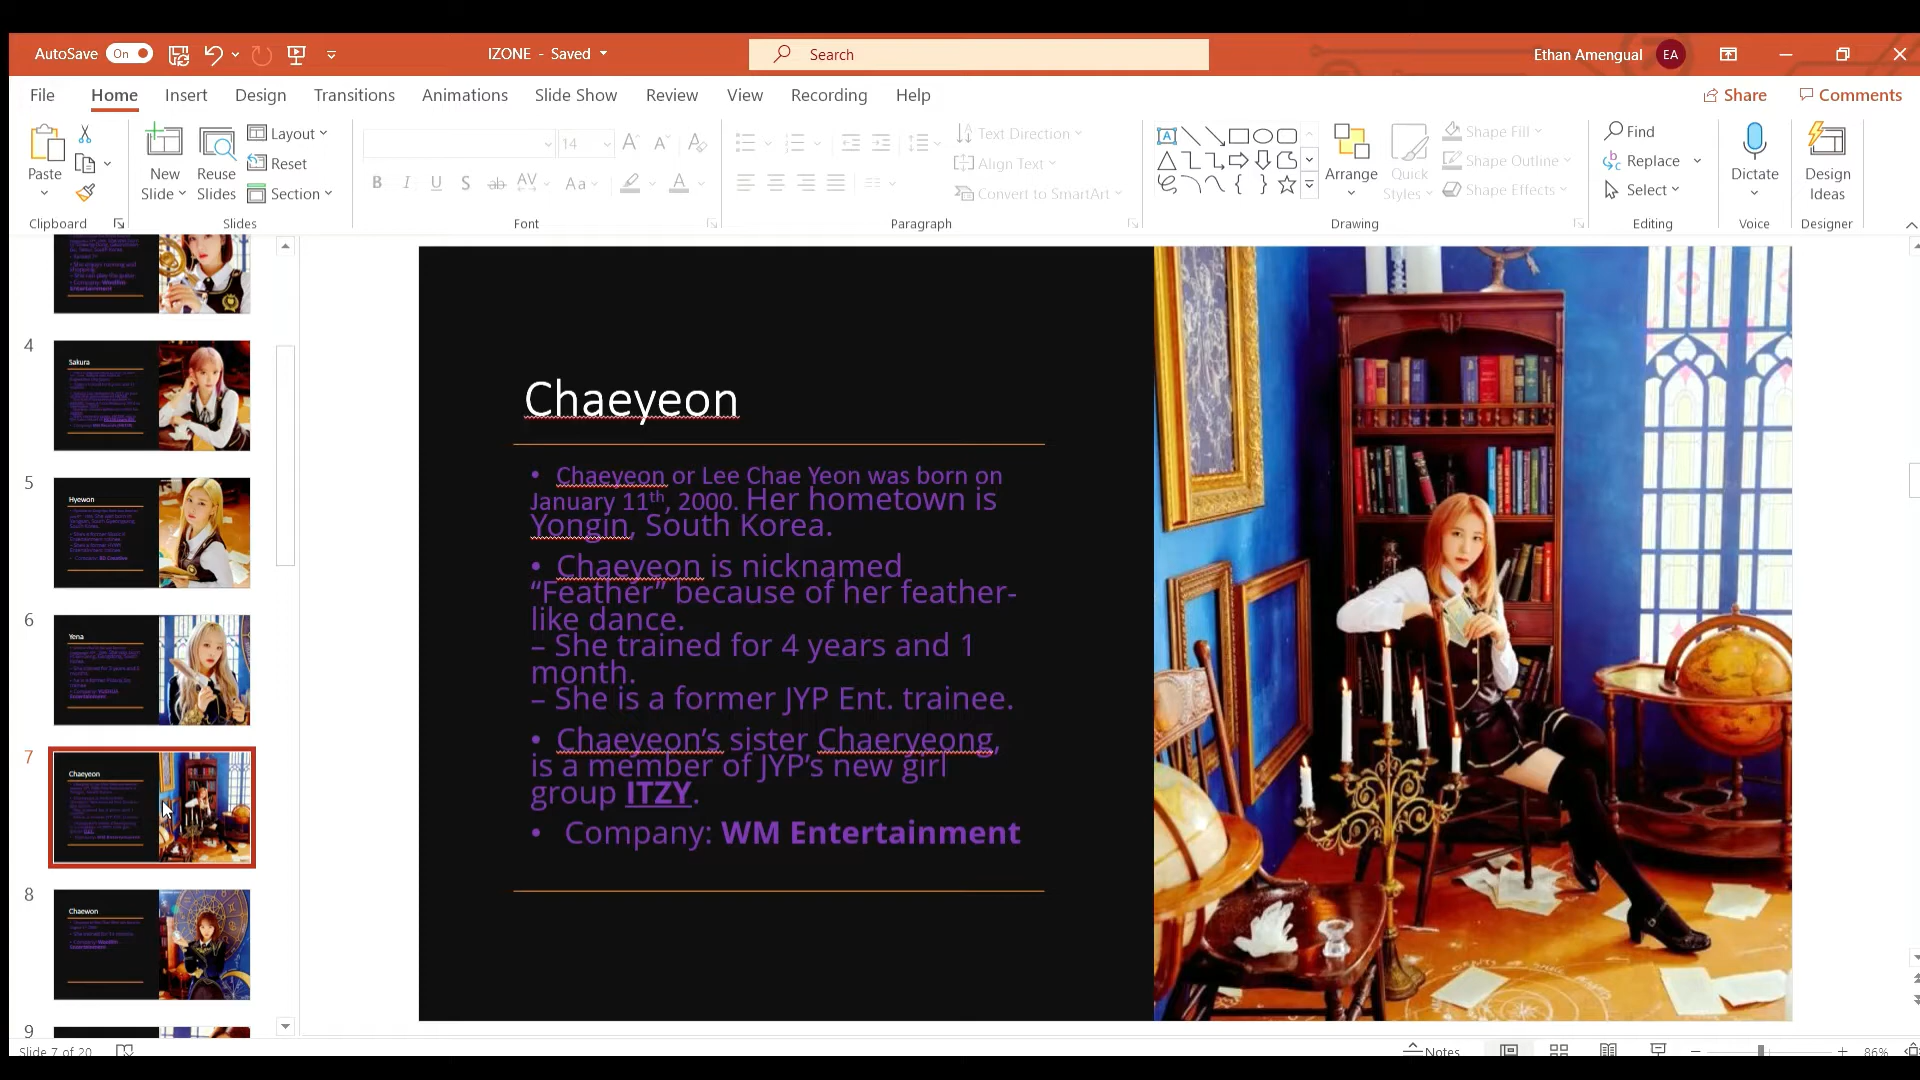 AutoSave On IZONE - Saved Search Ethan Amengual EA
File Home Insert Design Transitions Animations Slide Show Review View Recording Help Share Comments
Paste New Slide Reuse Slides Layout Reset Section
14
B I U S ab AV Aa A
Text Direction
Align Text
Convert to SmartArt
Arrange Quick Styles
Shape Fill
Shape Outline
Shape Effects
Find
Replace
Select
Dictate Design Ideas
Clipboard Slides Font Paragraph Drawing Editing Voice Designer
4
Sakura
5
Hyewon
6
Yena
7
Chaeyeon
8
Chaewon
9
Chaeyeon
• Chaeyeon or Lee Chae Yeon was born on
January 11th, 2000. Her hometown is
Yongin, South Korea.
• Chaeyeon is nicknamed
“Feather” because of her feather-
like dance.
– She trained for 4 years and 1
month.
– She is a former JYP Ent. trainee.
• Chaeyeon’s sister Chaeryeong,
is a member of JYP’s new girl
group ITZY.
• Company: WM Entertainment
Slide 7 of 20 Notes 86%